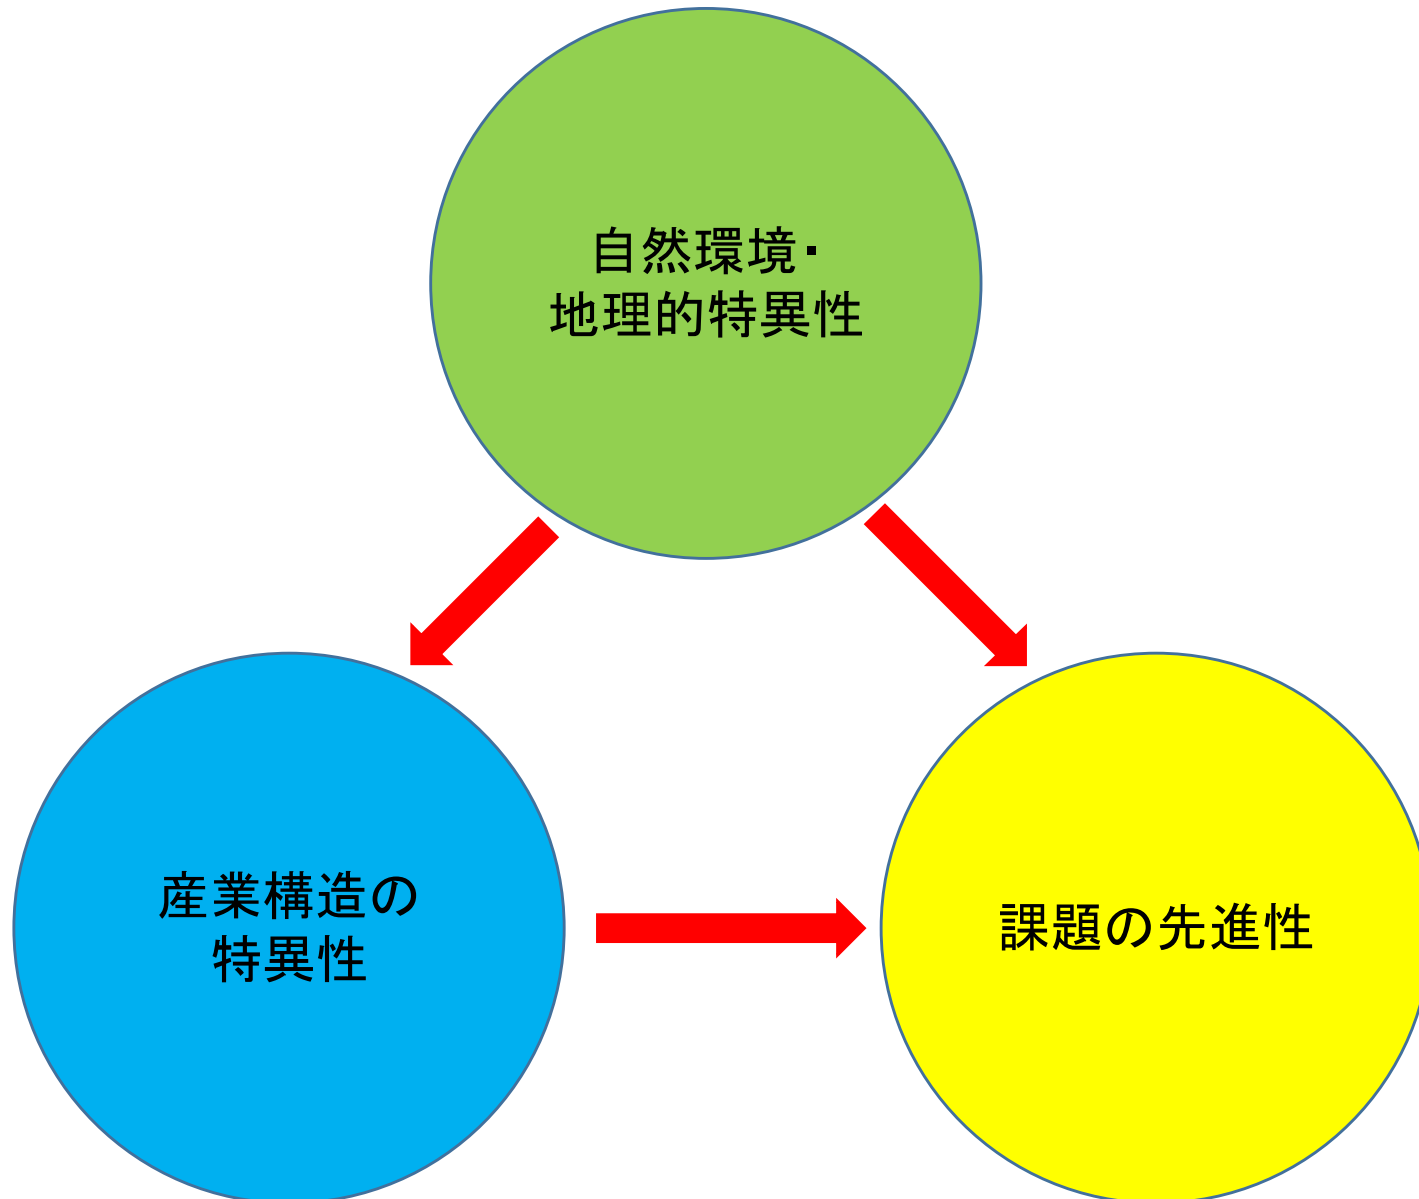 自然環境・
地理的特異性
産業構造の
特異性
課題の先進性